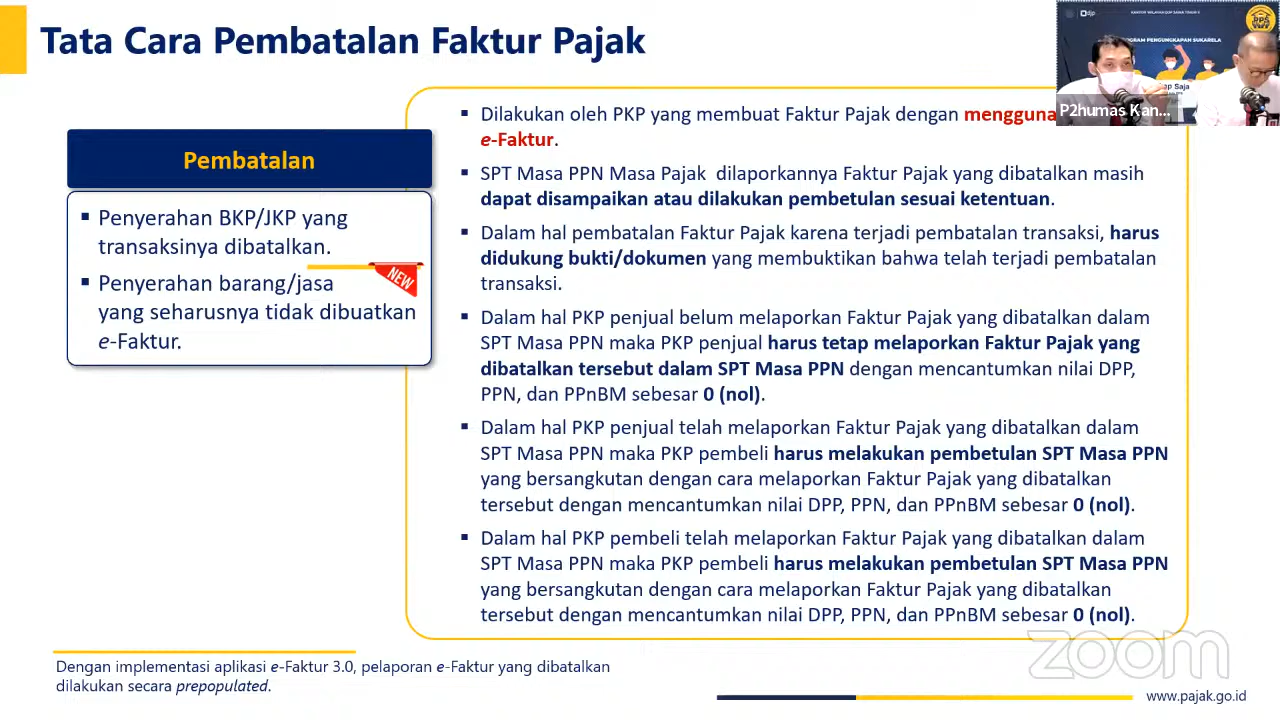 Tata Cara Pembatalan Faktur Pajak
Pembatalan
▪ Penyerahan BKP/JKP yang
transaksinya dibatalkan.
▪ Penyerahan barang/jasa
yang seharusnya tidak dibuatkan
e-Faktur.
NEW
▪ Dilakukan oleh PKP yang membuat Faktur Pajak dengan
e-Faktur.
▪ SPT Masa PPN Masa Pajak dilaporkannya Faktur Pajak yang dibatalkan masih
dapat disampaikan atau dilakukan pembetulan sesuai ketentuan.
▪ Dalam hal pembatalan Faktur Pajak karena terjadi pembatalan transaksi, harus
didukung bukti/dokumen yang membuktikan bahwa telah terjadi pembatalan
transaksi.
▪ Dalam hal PKP penjual belum melaporkan Faktur Pajak yang dibatalkan dalam
SPT Masa PPN maka PKP penjual harus tetap melaporkan Faktur Pajak yang
dibatalkan tersebut dalam SPT Masa PPN dengan mencantumkan nilai DPP,
PPN, dan PPnBM sebesar 0 (nol).
▪ Dalam hal PKP penjual telah melaporkan Faktur Pajak yang dibatalkan dalam
SPT Masa PPN maka PKP pembeli harus melakukan pembetulan SPT Masa PPN
yang bersangkutan dengan cara melaporkan Faktur Pajak yang dibatalkan
tersebut dengan mencantumkan nilai DPP, PPN, dan PPnBM sebesar 0 (nol).
▪ Dalam hal PKP pembeli telah melaporkan Faktur Pajak yang dibatalkan dalam
SPT Masa PPN maka PKP pembeli harus melakukan pembetulan SPT Masa PPN
yang bersangkutan dengan cara melaporkan Faktur Pajak yang dibatalkan
tersebut dengan mencantumkan nilai DPP, PPN, dan PPnBM sebesar 0 (nol).
Dengan implementasi aplikasi e-Faktur 3.0, pelaporan e-Faktur yang dibatalkan
dilakukan secara prepopulated.
zoom
www.pajak.go.id
djp
PPS
PENGUNGKAPAN SUKARELA
Saja
P2humas Kan...